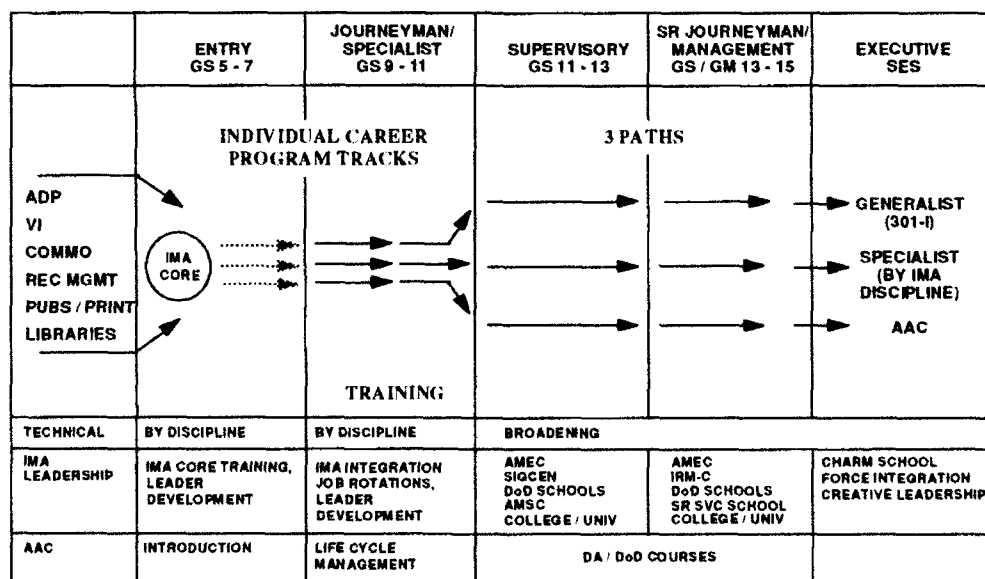 ENTRY
GS 5 - 7
JOURNEYMAN/
SPECIALIST
GS 9 - 11
SUPERVISORY
GS 11 - 13
SR JOURNEYMAN/
MANAGEMENT
GS / GM 13 - 15
EXECUTIVE
SES
INDIVIDUAL CAREER
PROGRAM TRACKS
3 PATHS
ADP
VI
COMMO
REC MGMT
PUBS / PRINT
LIBRARIES
IMA
CORE
GENERALIST
(301-I)
SPECIALIST
(BY IMA
DISCIPLINE)
AAC
TRAINING
TECHNICAL
BY DISCIPLINE
BY DISCIPLINE
BROADENING
IMA
LEADERSHIP
IMA CORE TRAINING,
LEADER
DEVELOPMENT
IMA INTEGRATION
JOB ROTATIONS,
LEADER
DEVELOPMENT
AMEC
SIGCEN
DoD SCHOOLS
AMSC
COLLEGE / UNIV
AMEC
IRM-C
DoD SCHOOLS
SR SVC SCHOOL
COLLEGE / UNIV
CHARM SCHOOL
FORCE INTEGRATION
CREATIVE LEADERSHIP
AAC
INTRODUCTION
LIFE CYCLE
MANAGEMENT
DA / DoD COURSES